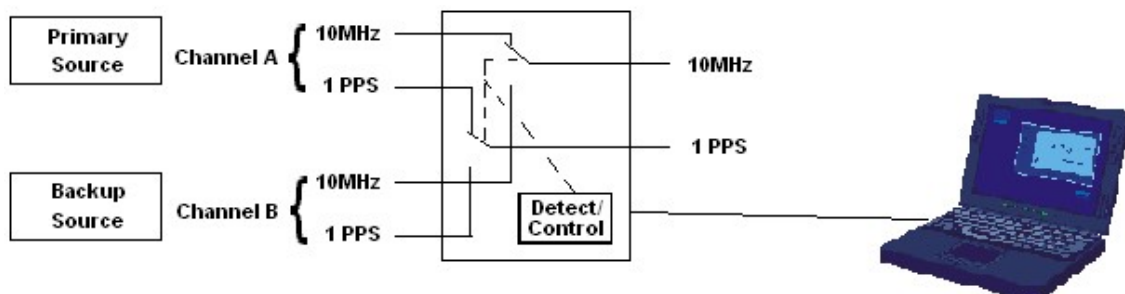 Primary
Source
Channel A
10MHz
1 PPS
10MHz
1 PPS
Backup
Source
Channel B
10MHz
1 PPS
Detect/
Control